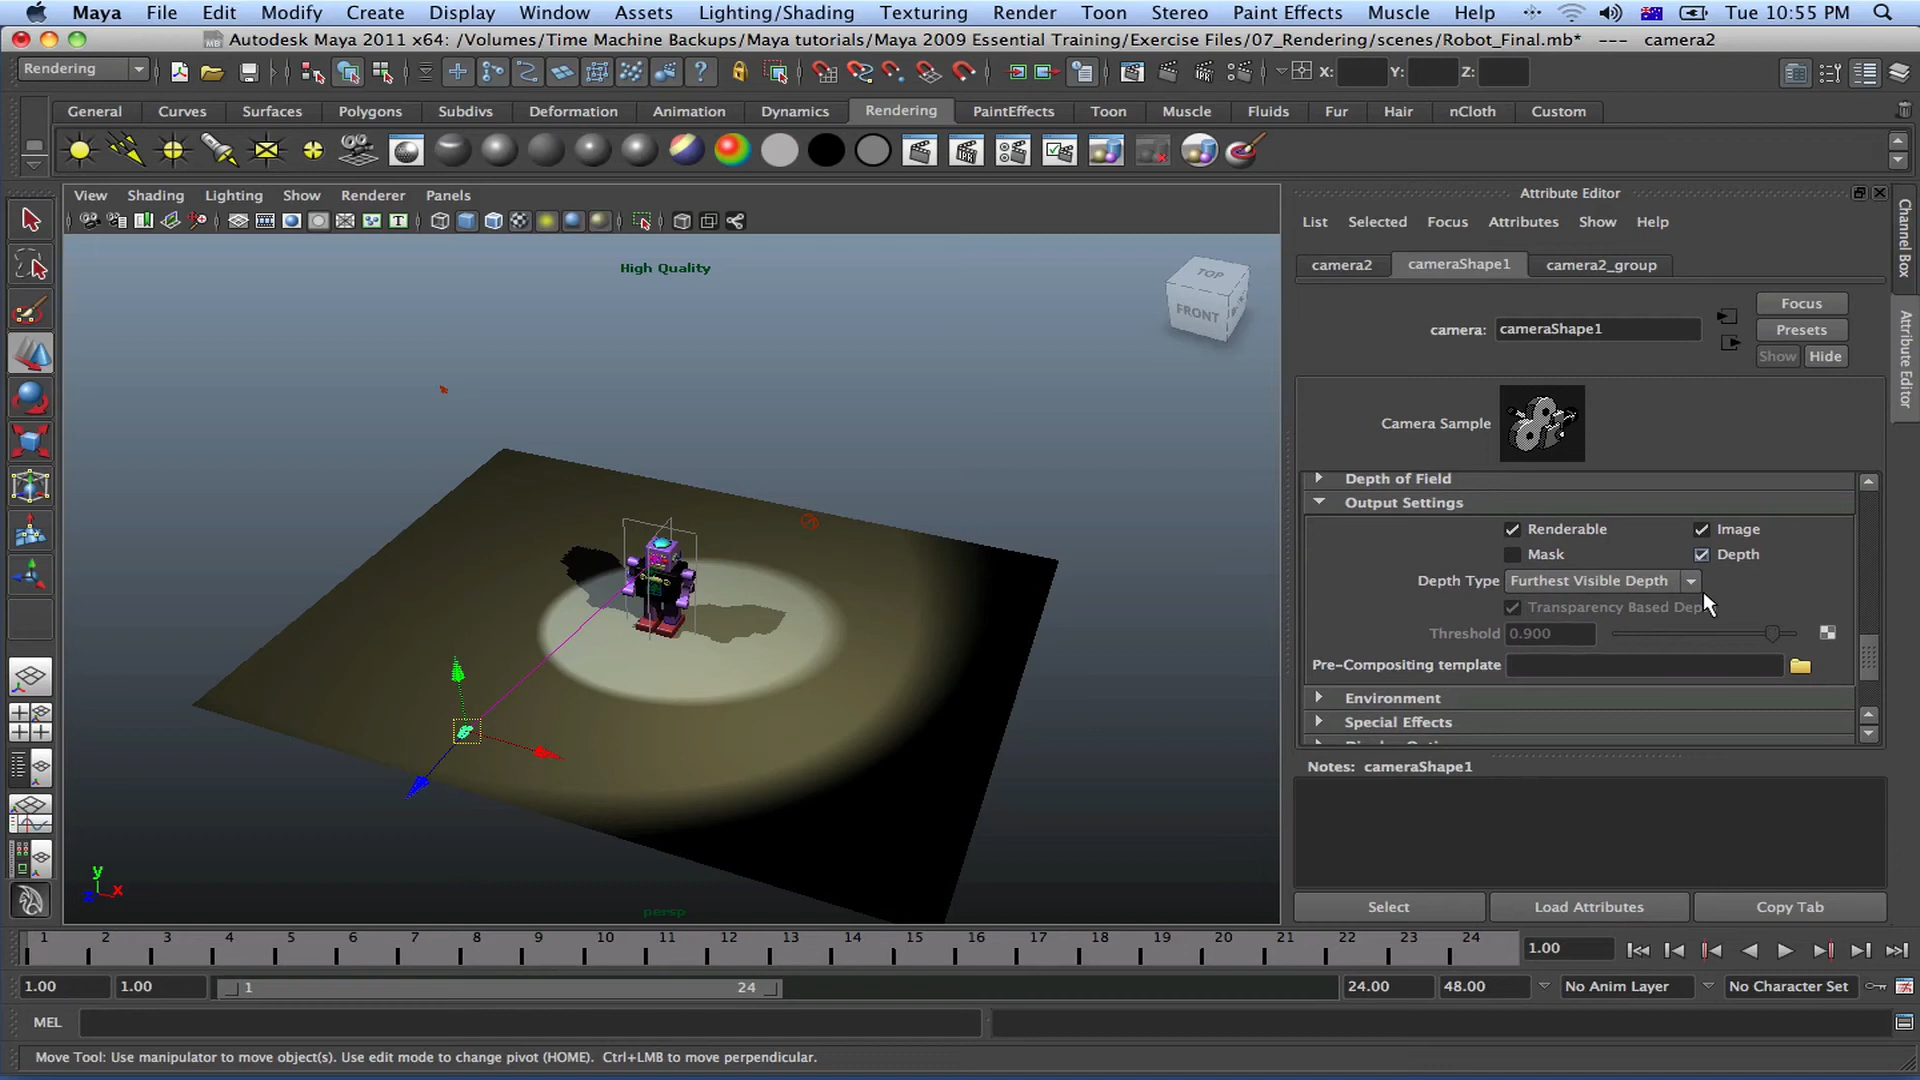 Maya File Edit Modify Create Display Window Assets Lighting/Shading Texturing Render Toon Stereo Paint Effects Muscle Help Tue 10:55 PM
Autodesk Maya 2011 x64: /Volumes/Time Machine Backups/Maya tutorials/Maya 2009 Essential Training/Exercise Files/07_Rendering/scenes/Robot_Final.mb* --- camera2
Rendering X: Y: Z:
General Curves Surfaces Polygons Subdivs Deformation Animation Dynamics Rendering PaintEffects Toon Muscle Fluids Fur Hair nCloth Custom
View Shading Lighting Show Renderer Panels
High Quality
TOP
FRONT
y
x
z
persp
Attribute Editor
List Selected Focus Attributes Show Help
camera2 cameraShape1 camera2_group
Focus
camera: cameraShape1
Presets
Show Hide
Camera Sample
Depth of Field
Output Settings
Renderable Image
Mask Depth
Depth Type Furthest Visible Depth
Transparency Based Dep
Threshold 0.900
Pre-Compositing template
Environment
Special Effects
Notes: cameraShape1
Select Load Attributes Copy Tab
Channel Box
Attribute Editor
1 2 3 4 5 6 7 8 9 10 11 12 13 14 15 16 17 18 19 20 21 22 23 24 1.00
1.00 1.00 1 24 24.00 48.00 No Anim Layer No Character Set
MEL
Move Tool: Use manipulator to move object(s). Use edit mode to change pivot (HOME). Ctrl+LMB to move perpendicular.